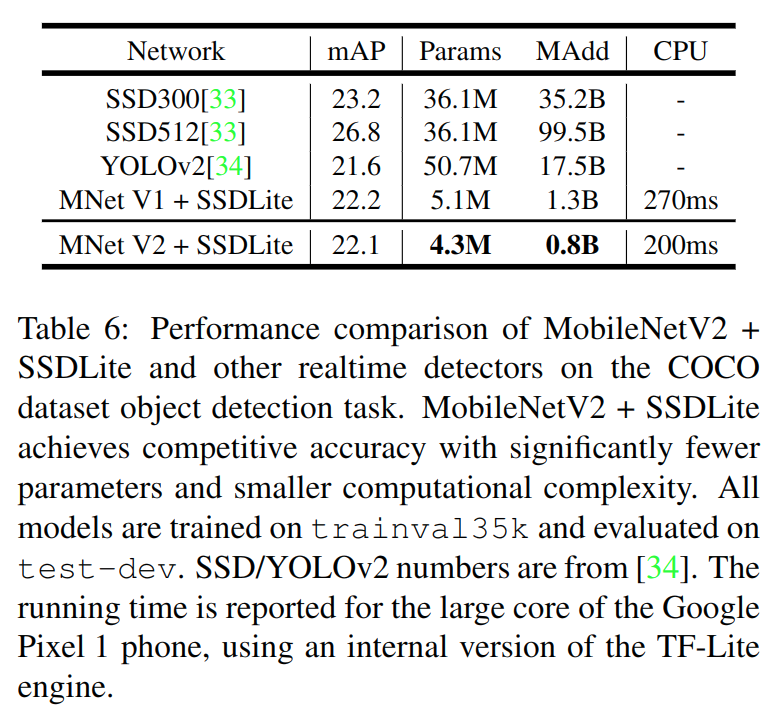 Network mAP Params MAdd CPU
SSD300[33] 23.2 36.1M 35.2B -
SSD512[33] 26.8 36.1M 99.5B -
YOLOv2[34] 21.6 50.7M 17.5B -
MNet V1 + SSDLite 22.2 5.1M 1.3B 270ms
MNet V2 + SSDLite 22.1 4.3M 0.8B 200ms
Table 6: Performance comparison of MobileNetV2 +
SSDLite and other realtime detectors on the COCO
dataset object detection task. MobileNetV2 + SSDLite
achieves competitive accuracy with significantly fewer
parameters and smaller computational complexity. All
models are trained on trainval35k and evaluated on
test-dev. SSD/YOLOv2 numbers are from [34]. The
running time is reported for the large core of the Google
Pixel 1 phone, using an internal version of the TF-Lite
engine.